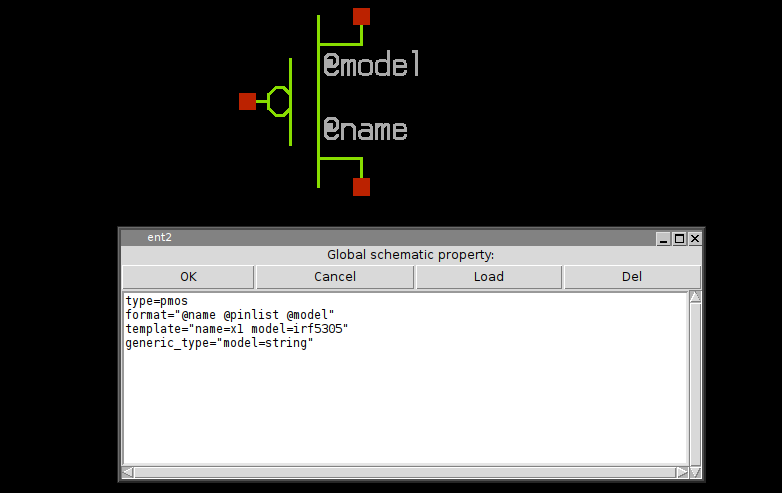 @model
@name
ent2
Global schematic property:
OK Cancel Load Del
type=pmos
format="@name @pinlist @model"
template="name=x1 model=irf5305"
generic_type="model=string"